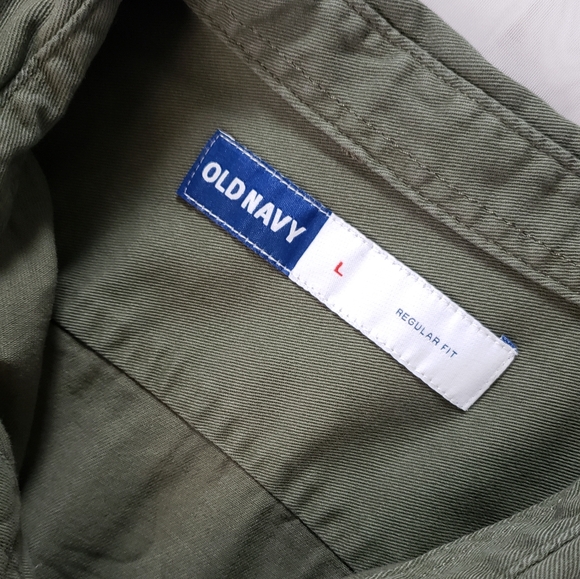 OLD NAVY
L
REGULAR FIT